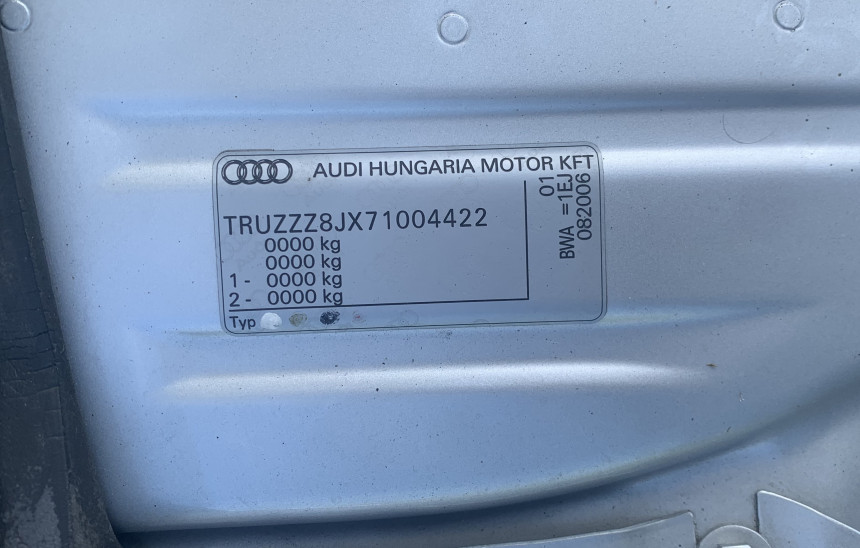 AUDI HUNGARIA MOTOR KFT
TRUZZZ8JX71004422
0000 kg
0000 kg
1 - 0000 kg
2 - 0000 kg
Typ
01
BWA =1EJ
082006